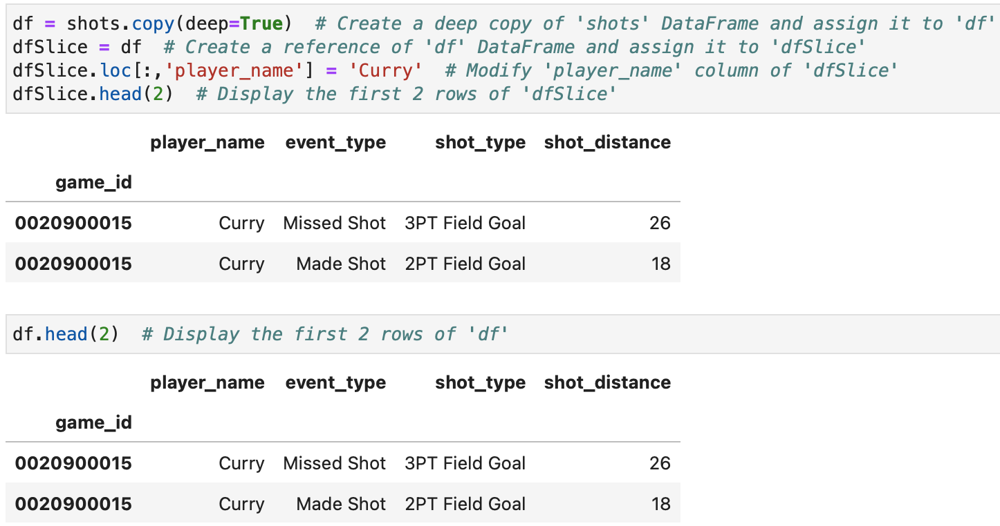 df = shots.copy(deep=True)  # Create a deep copy of 'shots' DataFrame and assign it to 'df'
dfSlice = df  # Create a reference of 'df' DataFrame and assign it to 'dfSlice'
dfSlice.loc[:,'player_name'] = 'Curry'  # Modify 'player_name' column of 'dfSlice'
dfSlice.head(2)  # Display the first 2 rows of 'dfSlice'
player_name event_type shot_type shot_distance
game_id
0020900015 Curry Missed Shot 3PT Field Goal 26
0020900015 Curry Made Shot 2PT Field Goal 18
df.head(2)  # Display the first 2 rows of 'df'
player_name event_type shot_type shot_distance
game_id
0020900015 Curry Missed Shot 3PT Field Goal 26
0020900015 Curry Made Shot 2PT Field Goal 18